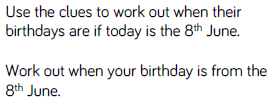 Use the clues to work out when their
birthdays are if today is the 8th June.
Work out when your birthday is from the
8th June.